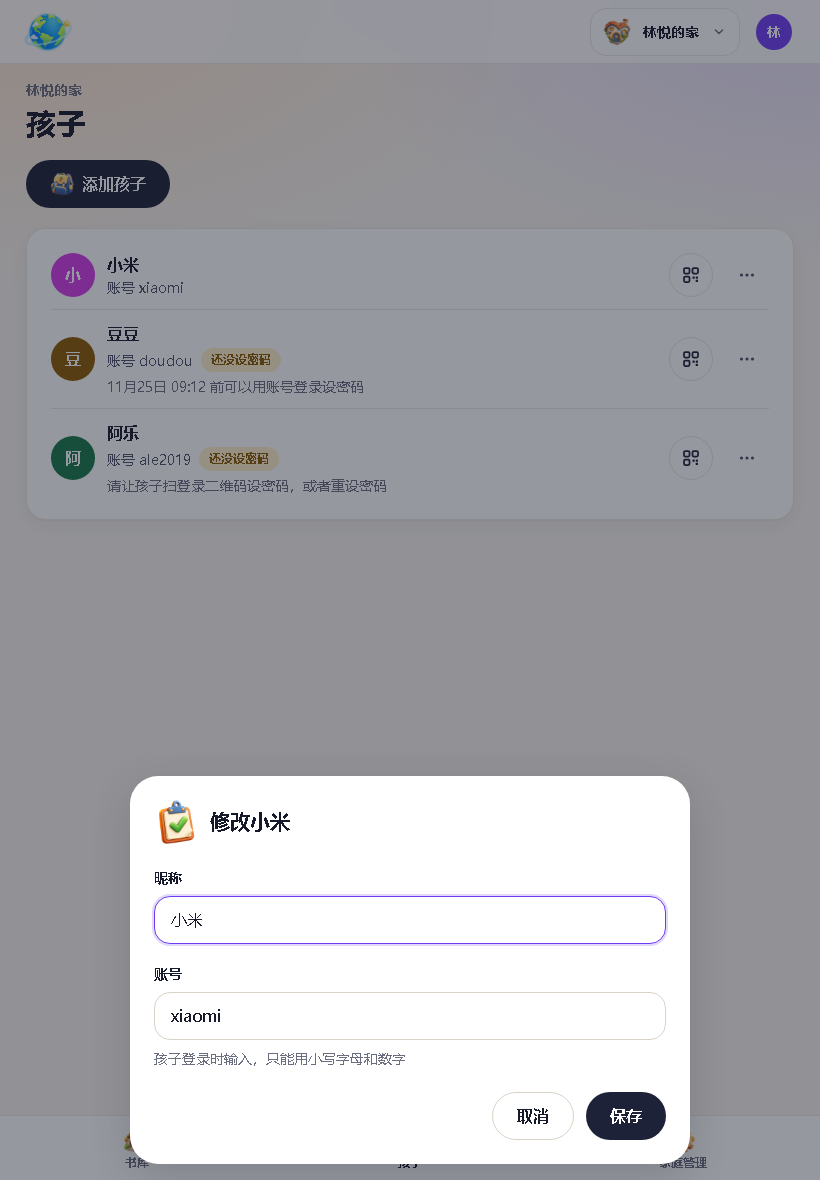 林悦的家
林
林悦的家
孩子
添加孩子
小
小米
账号 xiaomi
豆
豆豆
账号 doudou 还没设密码
11月25日 09:12 前可以用账号登录设密码
阿
阿乐
账号 ale2019 还没设密码
请让孩子扫登录二维码设密码，或者重设密码
修改小米
昵称
小米
账号
xiaomi
孩子登录时输入，只能用小写字母和数字
取消
保存
书库
孩子
家庭管理